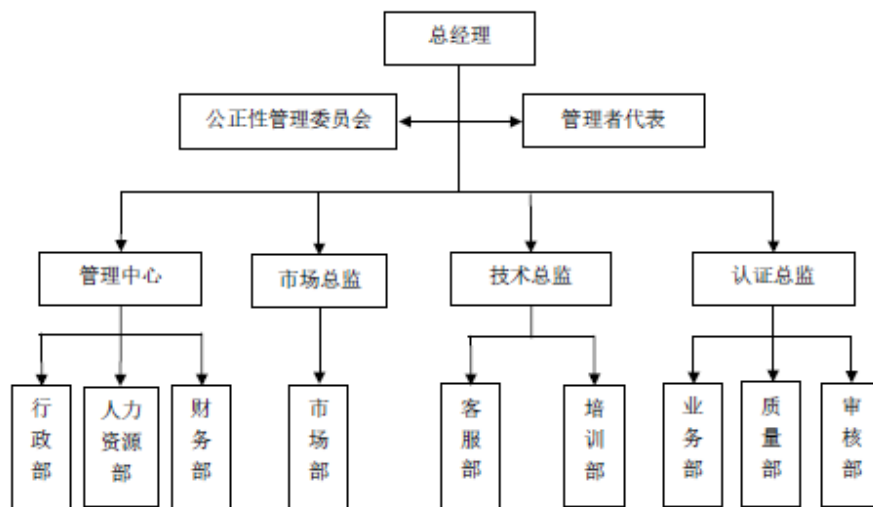 总经理
公正性管理委员会
管理者代表
管理中心
市场总监
技术总监
认证总监
行政部
人力资源部
财务部
市场部
客服部
培训部
业务部
质量部
审核部